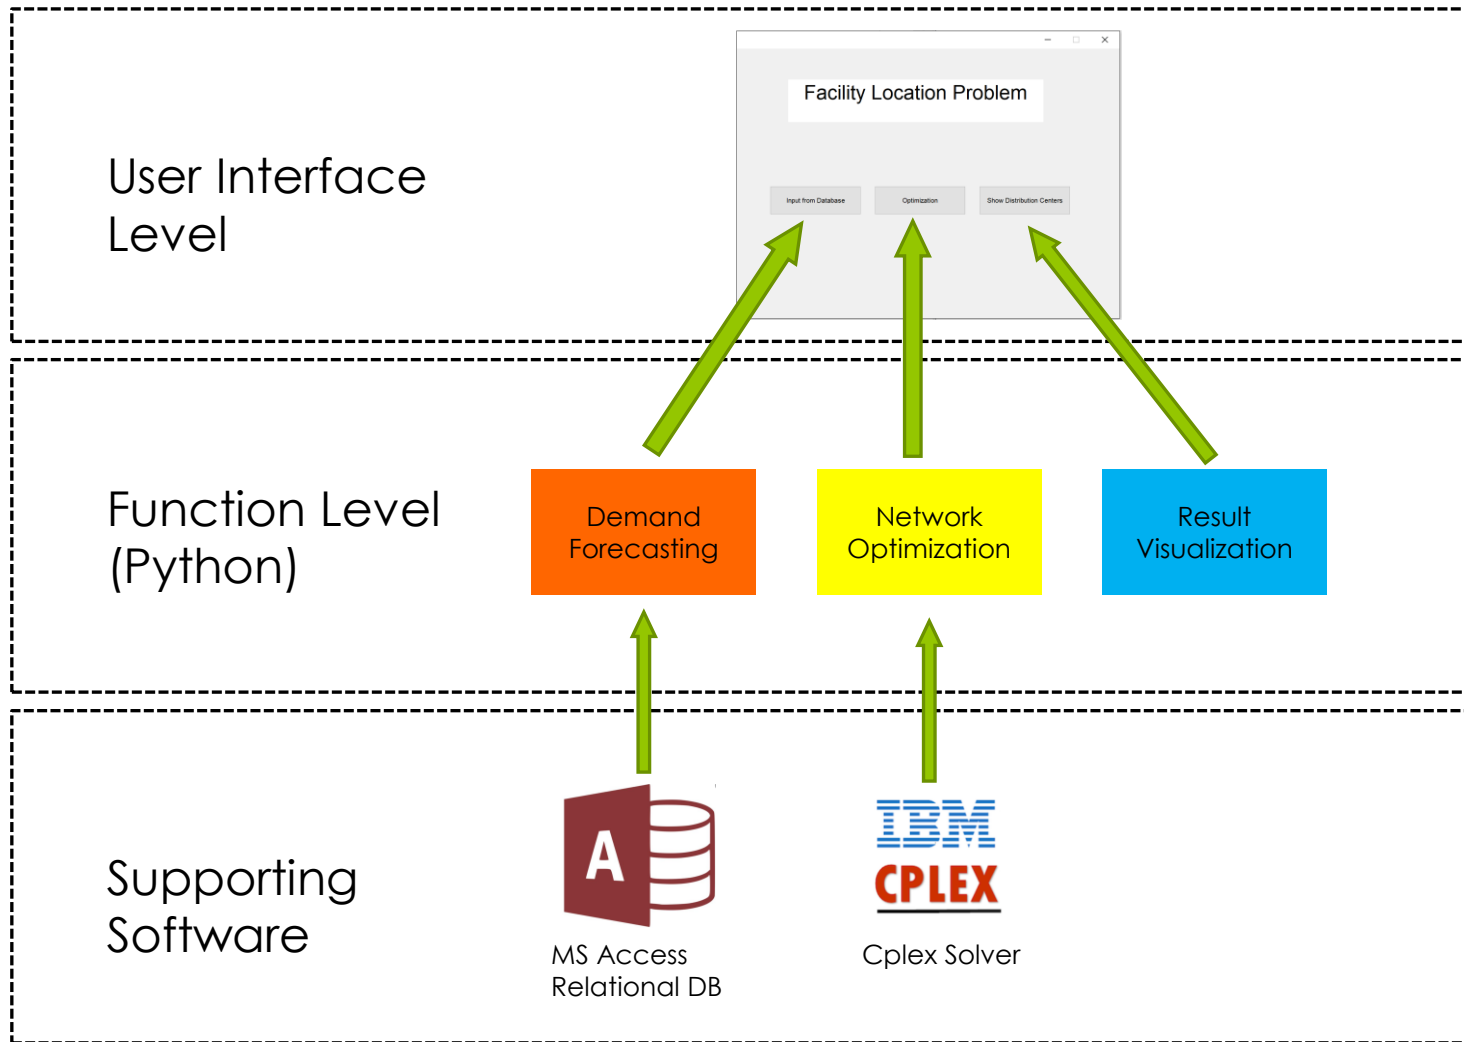 Facility Location Problem
Input from Database
Optimization
Show Distribution Centers
User Interface
Level
Function Level
(Python)
Demand
Forecasting
Network
Optimization
Result
Visualization
Supporting
Software
A
IBM
CPLEX
MS Access
Relational DB
Cplex Solver